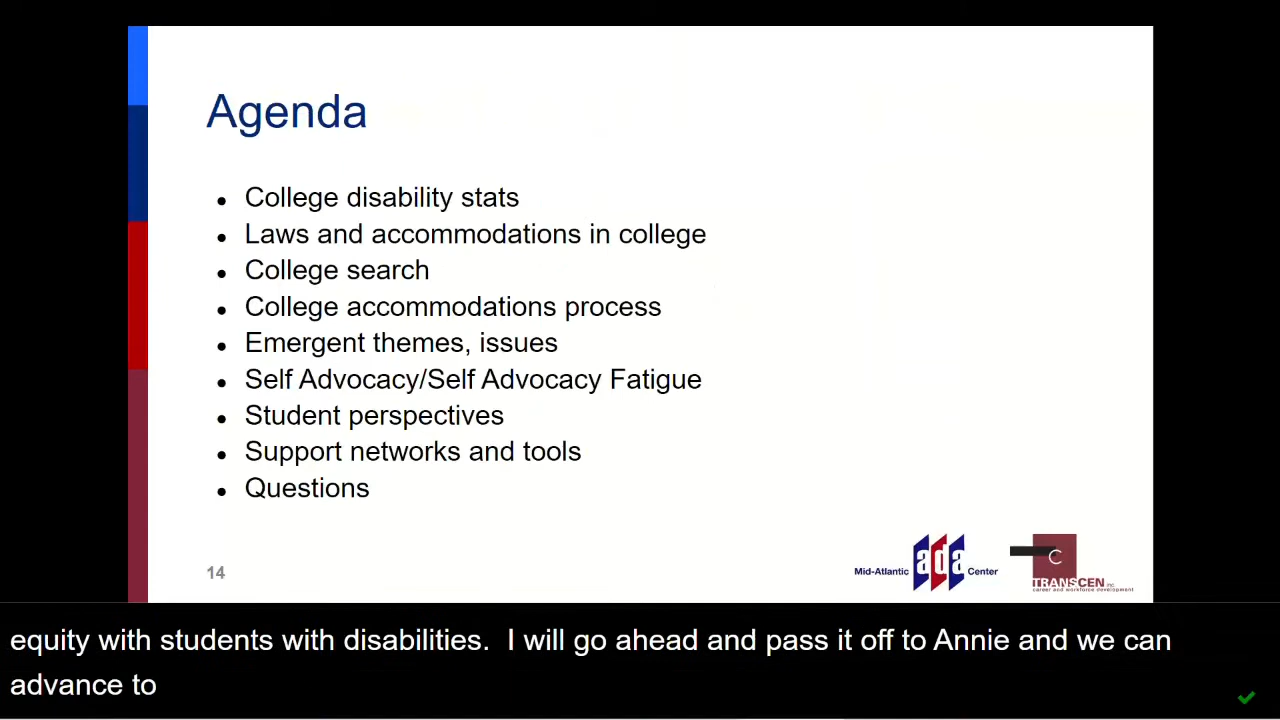 Agenda
• College disability stats
• Laws and accommodations in college
• College search
• College accommodations process
• Emergent themes, issues
• Self Advocacy/Self Advocacy Fatigue
• Student perspectives
• Support networks and tools
• Questions
14
Mid-Atlantic ada Center
C
TRANSCEN inc.
career and workforce development
equity with students with disabilities.  I will go ahead and pass it off to Annie and we can
advance to